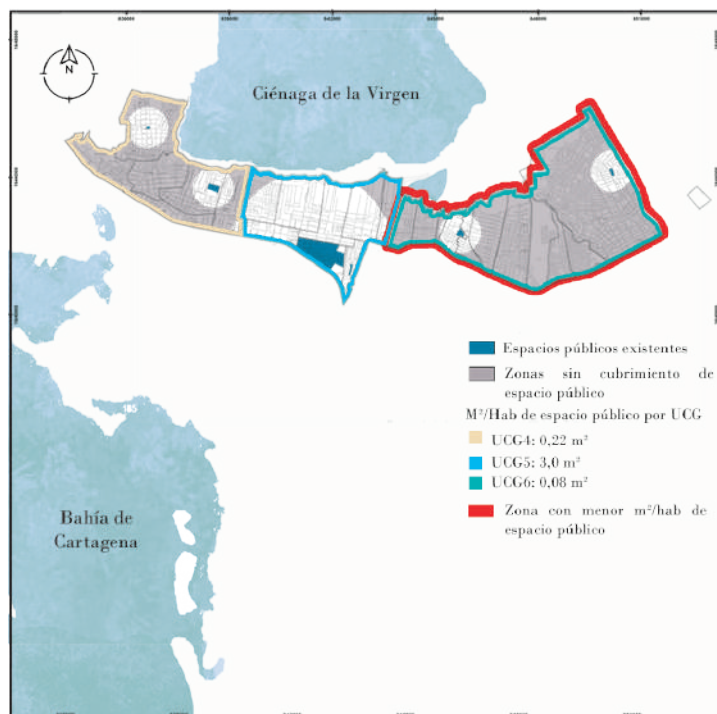 N
Ciénaga de la Virgen
Espacios públicos existentes
Zonas sin cubrimiento de
espacio público
M²/Hab de espacio público por UCG
UCG4: 0,22 m²
UCG5: 3,0 m²
UCG6: 0,08 m²
Zona con menor m²/hab de
espacio público
Bahía de
Cartagena